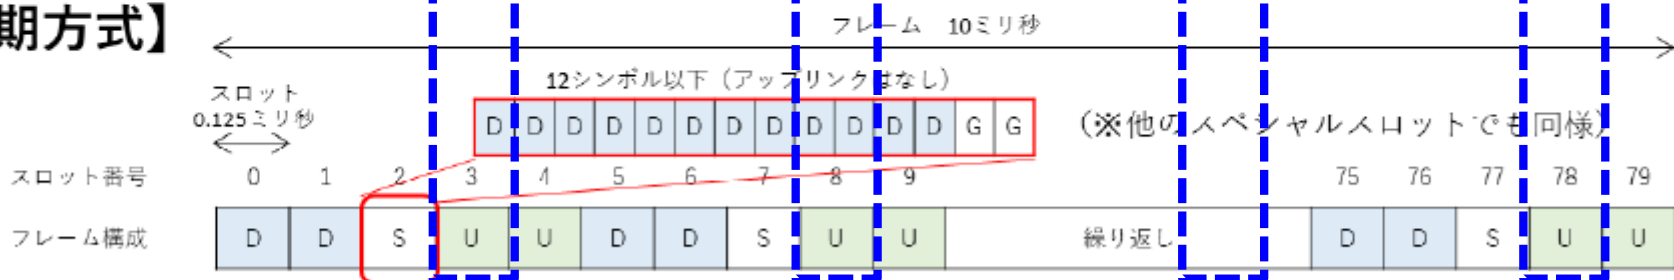 期方式】
フレーム 10ミリ秒
12シンボル以下（アップリンクはなし）
スロット
0.125ミリ秒
D D D D D D D D D D D D G G
（※他のスペシャルスロットでも同様）
スロット番号 0 1 2 3 4 5 6 7 8 9 75 76 77 78 79
フレーム構成 D D S U U D D S U U 繰り返し D D S U U